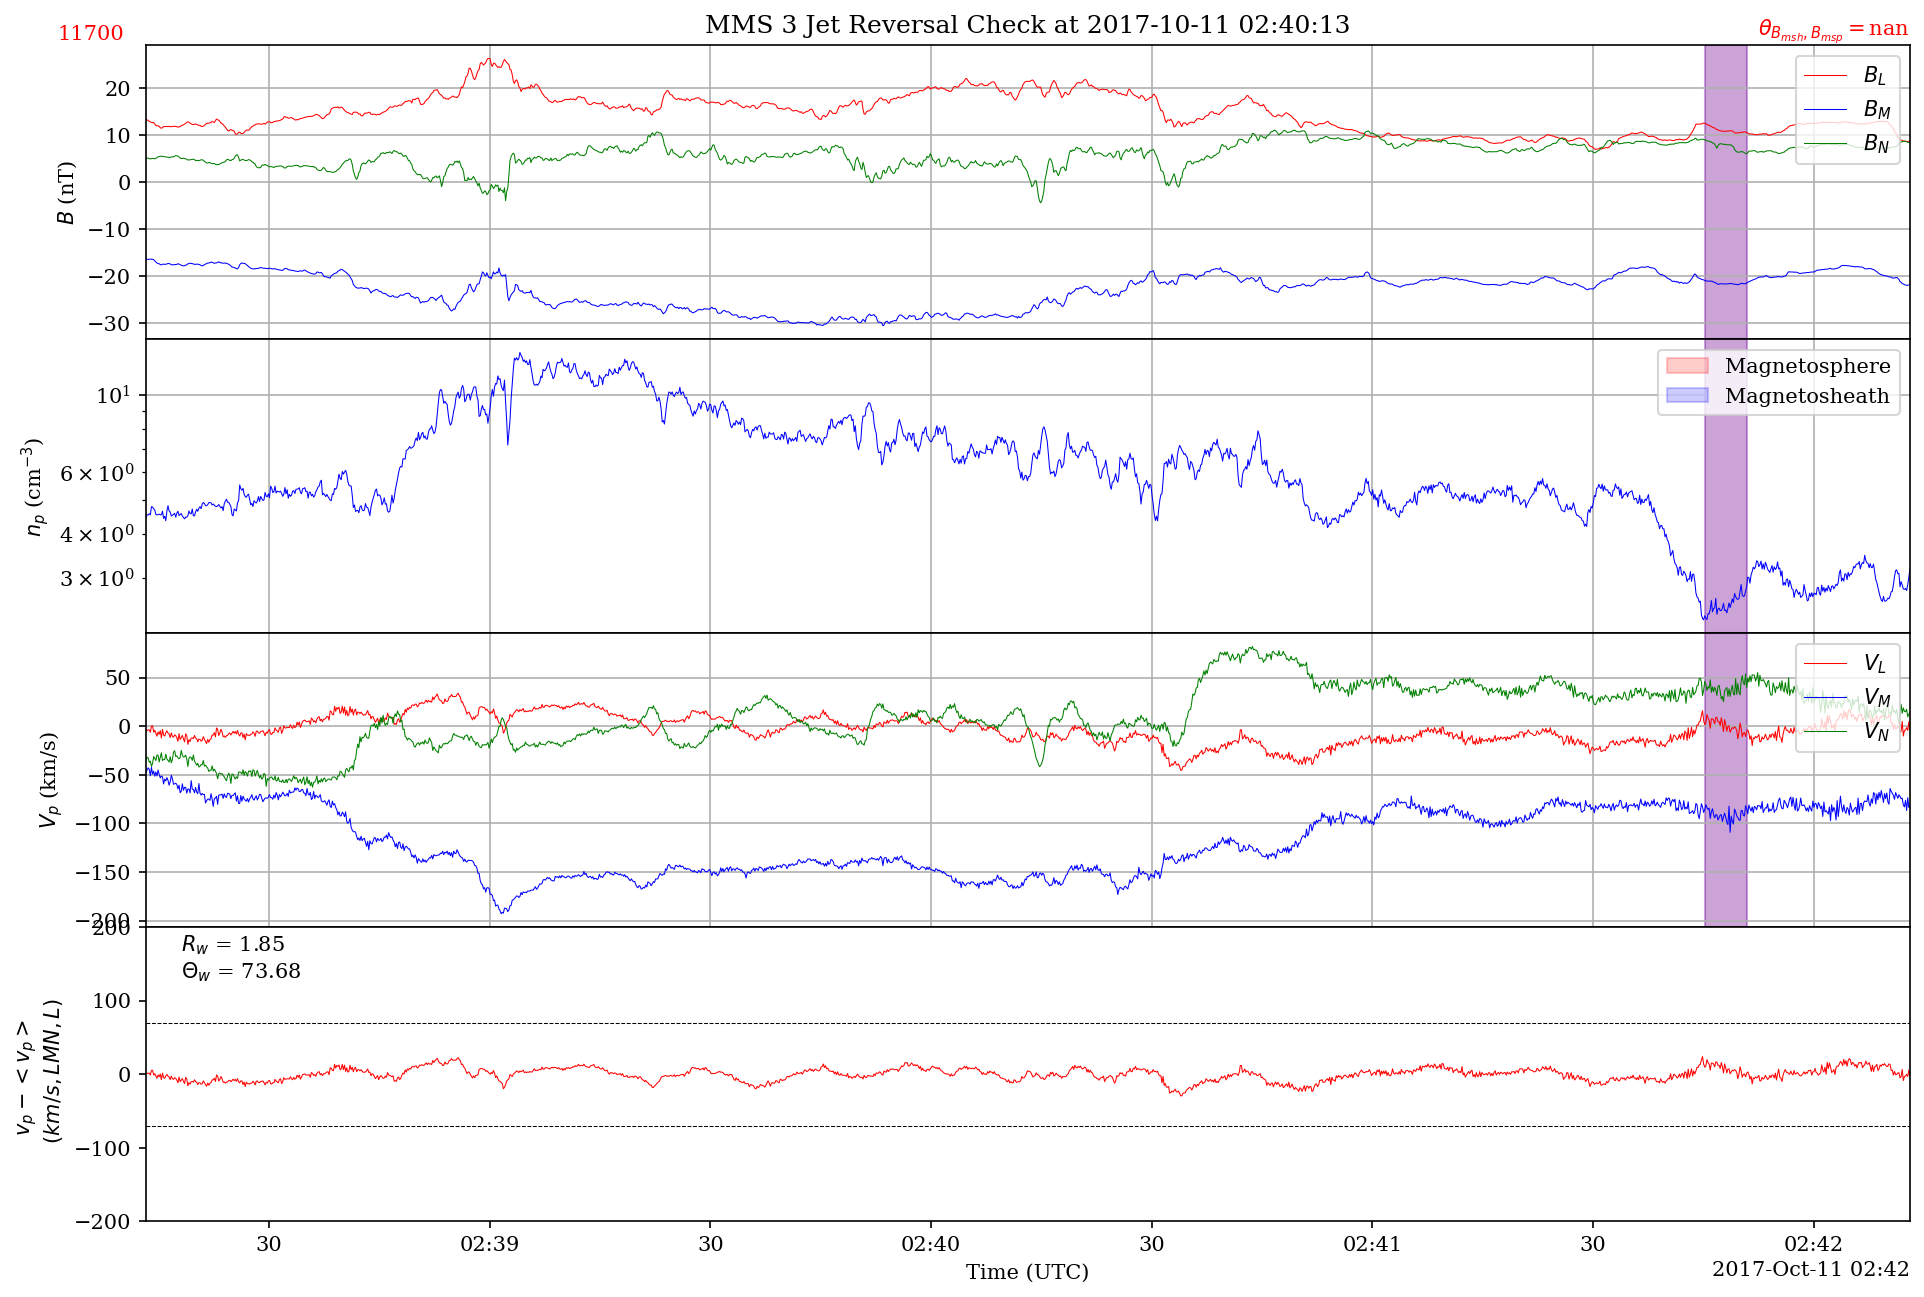 MMS 3 Jet Reversal Check at 2017-10-11 02:40:13
11700
θ_{B_{msh}, B_{msp}} = nan
20
10
0
−10
−20
−30
B (nT)
B_L
B_M
B_N
10^1
6 × 10^0
4 × 10^0
3 × 10^0
n_p (cm^{−3})
Magnetosphere
Magnetosheath
50
0
−50
−100
−150
−200
V_p (km/s)
V_L
V_M
V_N
200
100
0
−100
−200
v_p − < v_p >
(km/s, LMN, L)
R_w = 1.85
Θ_w = 73.68
30 02:39 30 02:40 30 02:41 30 02:42
Time (UTC)
2017-Oct-11 02:42